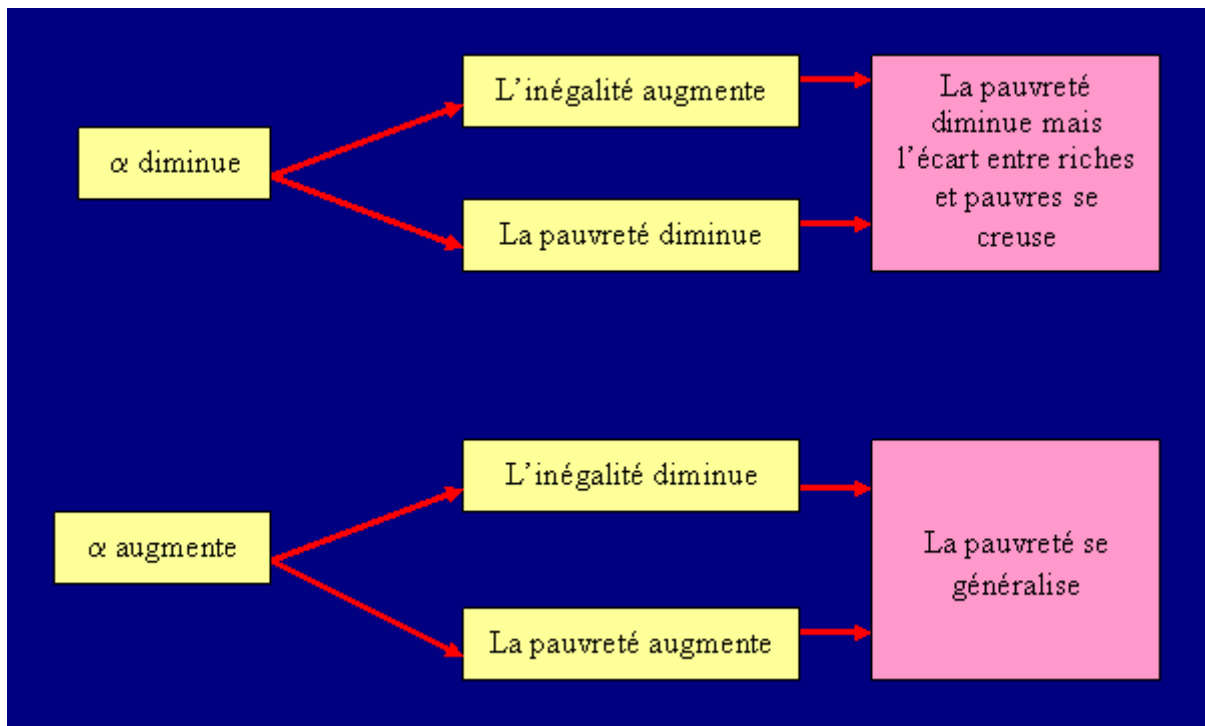 α diminue
L'inégalité augmente
La pauvreté diminue
La pauvreté
diminue mais
l'écart entre riches
et pauvres se
creuse
α augmente
L'inégalité diminue
La pauvreté augmente
La pauvreté se
généralise